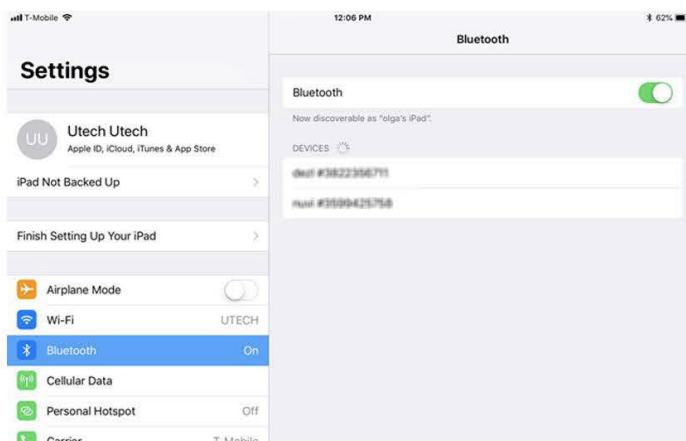 T-Mobile
12:06 PM
62%
Settings
Bluetooth
UU
Utech Utech
Apple ID, iCloud, iTunes & App Store
iPad Not Backed Up
Finish Setting Up Your iPad
Airplane Mode
Wi-Fi UTECH
Bluetooth On
Cellular Data
Personal Hotspot Off
Carrier T-Mobile
Bluetooth
Now discoverable as "olga's iPad".
DEVICES